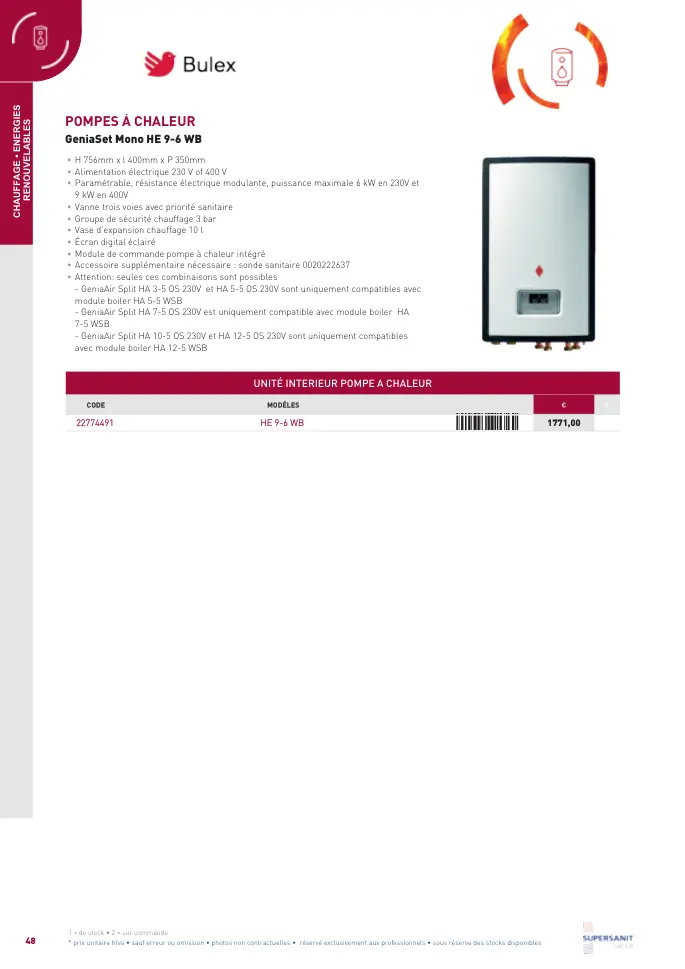 Bulex
CHAUFFAGE • ENERGIES
RENOUVELABLES
POMPES À CHALEUR
GeniaSet Mono HE 9-6 WB
• H 756mm x l 400mm x P 350mm
• Alimentation électrique 230 V of 400 V
• Paramétrable, résistance électrique modulante, puissance maximale 6 kW en 230V et
9 kW en 400V
• Vanne trois voies avec priorité sanitaire
• Groupe de sécurité chauffage 3 bar
• Vase d'expansion chauffage 10 l
• Écran digital éclairé
• Module de commande pompe à chaleur intégré
• Accessoire supplémentaire nécessaire : sonde sanitaire 0020222637
• Attention: seules ces combinaisons sont possibles
- GeniaAir Split HA 3-5 OS 230V et HA 5-5 OS 230V sont uniquement compatibles avec
module boiler HA 5-5 WSB
- GeniaAir Split HA 7-5 OS 230V est uniquement compatible avec module boiler HA
7-5 WSB
- GeniaAir Split HA 10-5 OS 230V et HA 12-5 OS 230V sont uniquement compatibles
avec module boiler HA 12-5 WSB
UNITÉ INTERIEUR POMPE A CHALEUR
CODE MODÉLES €
22774491 HE 9-6 WB 1771,00
1 = de stock • 2 = sur commande
48 * prix unitaire htva • sauf erreur ou omission • photos non contractuelles • réservé exclusivement aux professionnels • sous réserve des stocks disponibles
SUPERSANIT
GROUP